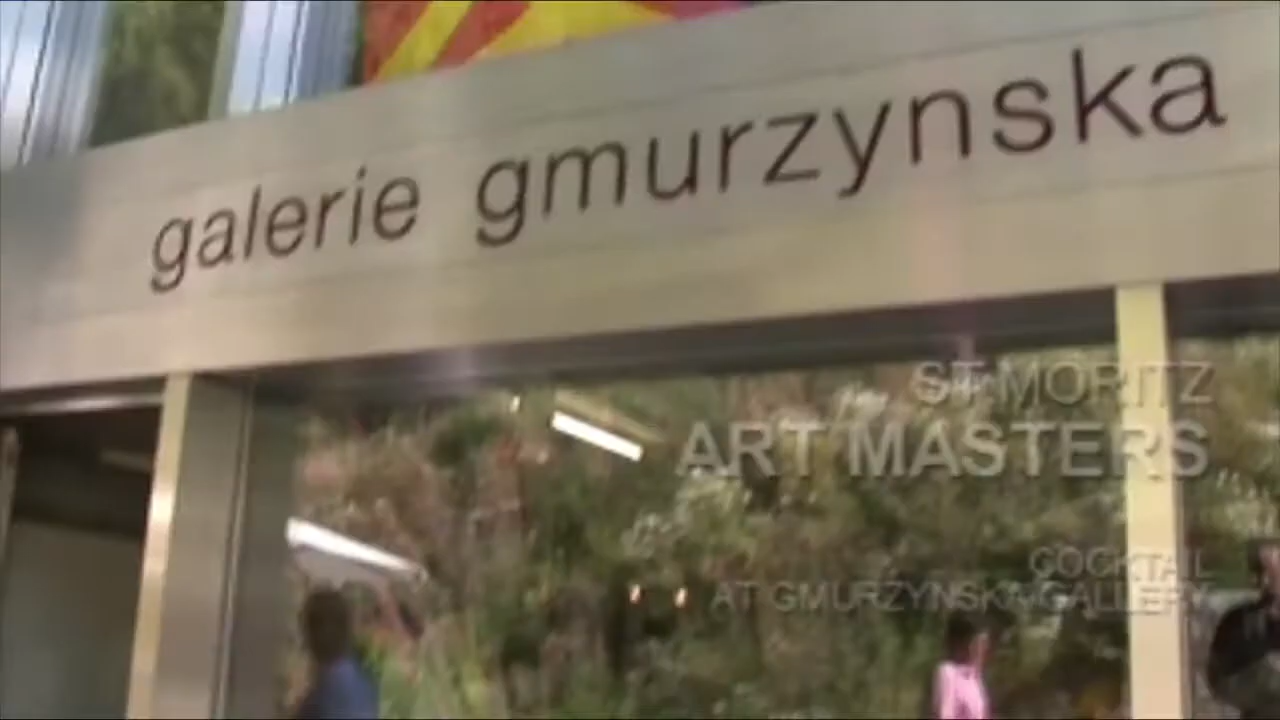 galerie gmurzynska
ST MORITZ
ART MASTERS
COCKTAIL
AT GMURZYNSKA GALLERY